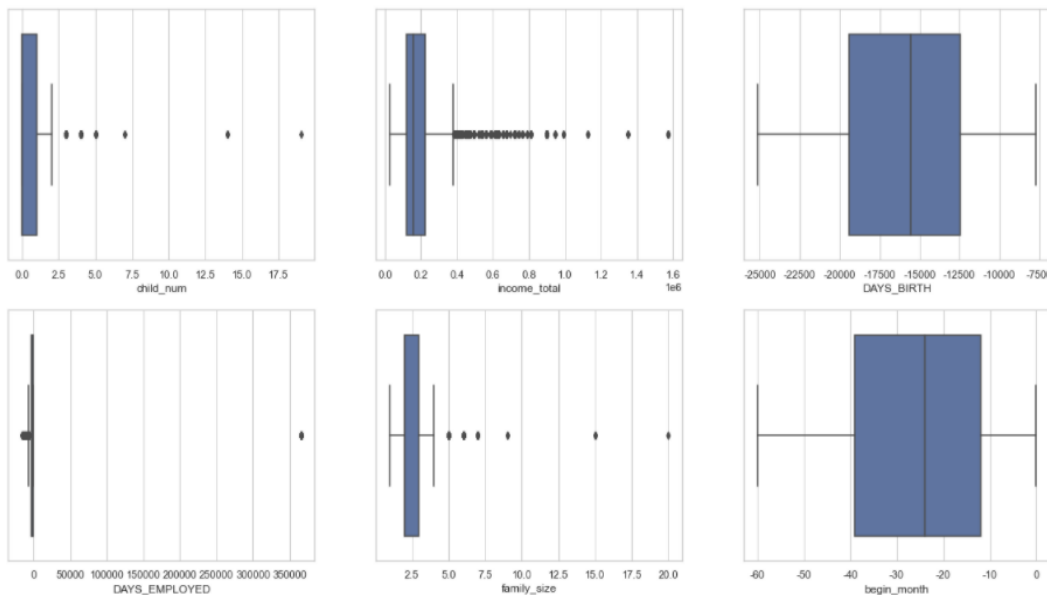 0.0 2.5 5.0 7.5 10.0 12.5 15.0 17.5
child_num
0.0 0.2 0.4 0.6 0.8 1.0 1.2 1.4 1.6
income_total
1e6
-25000 -22500 -20000 -17500 -15000 -12500 -10000 -7500
DAYS_BIRTH
0 50000 100000 150000 200000 250000 300000 350000
DAYS_EMPLOYED
2.5 5.0 7.5 10.0 12.5 15.0 17.5 20.0
family_size
-60 -50 -40 -30 -20 -10 0
begin_month